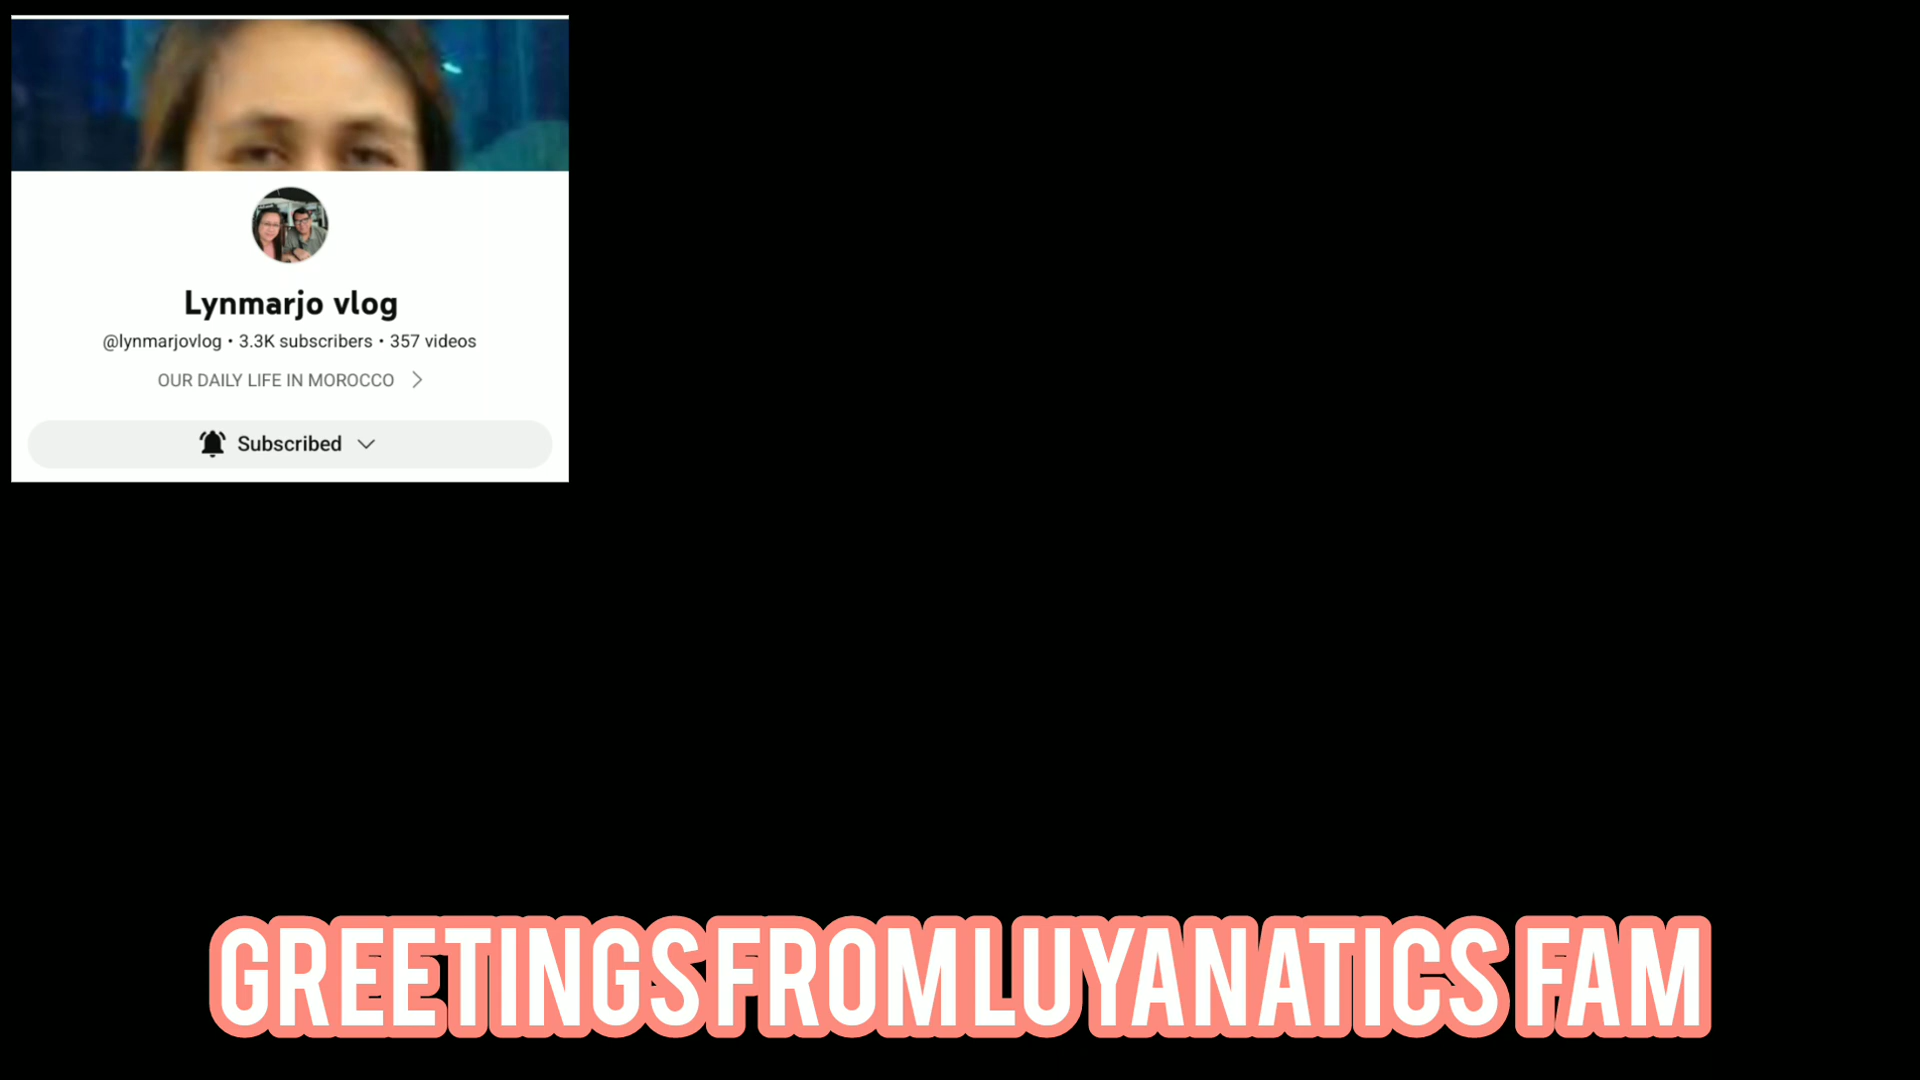 Lynmarjo vlog
@lynmarjovlog • 3.3K subscribers • 357 videos
OUR DAILY LIFE IN MOROCCO
Subscribed
GREETINGS FROM LUYANATICS FAM